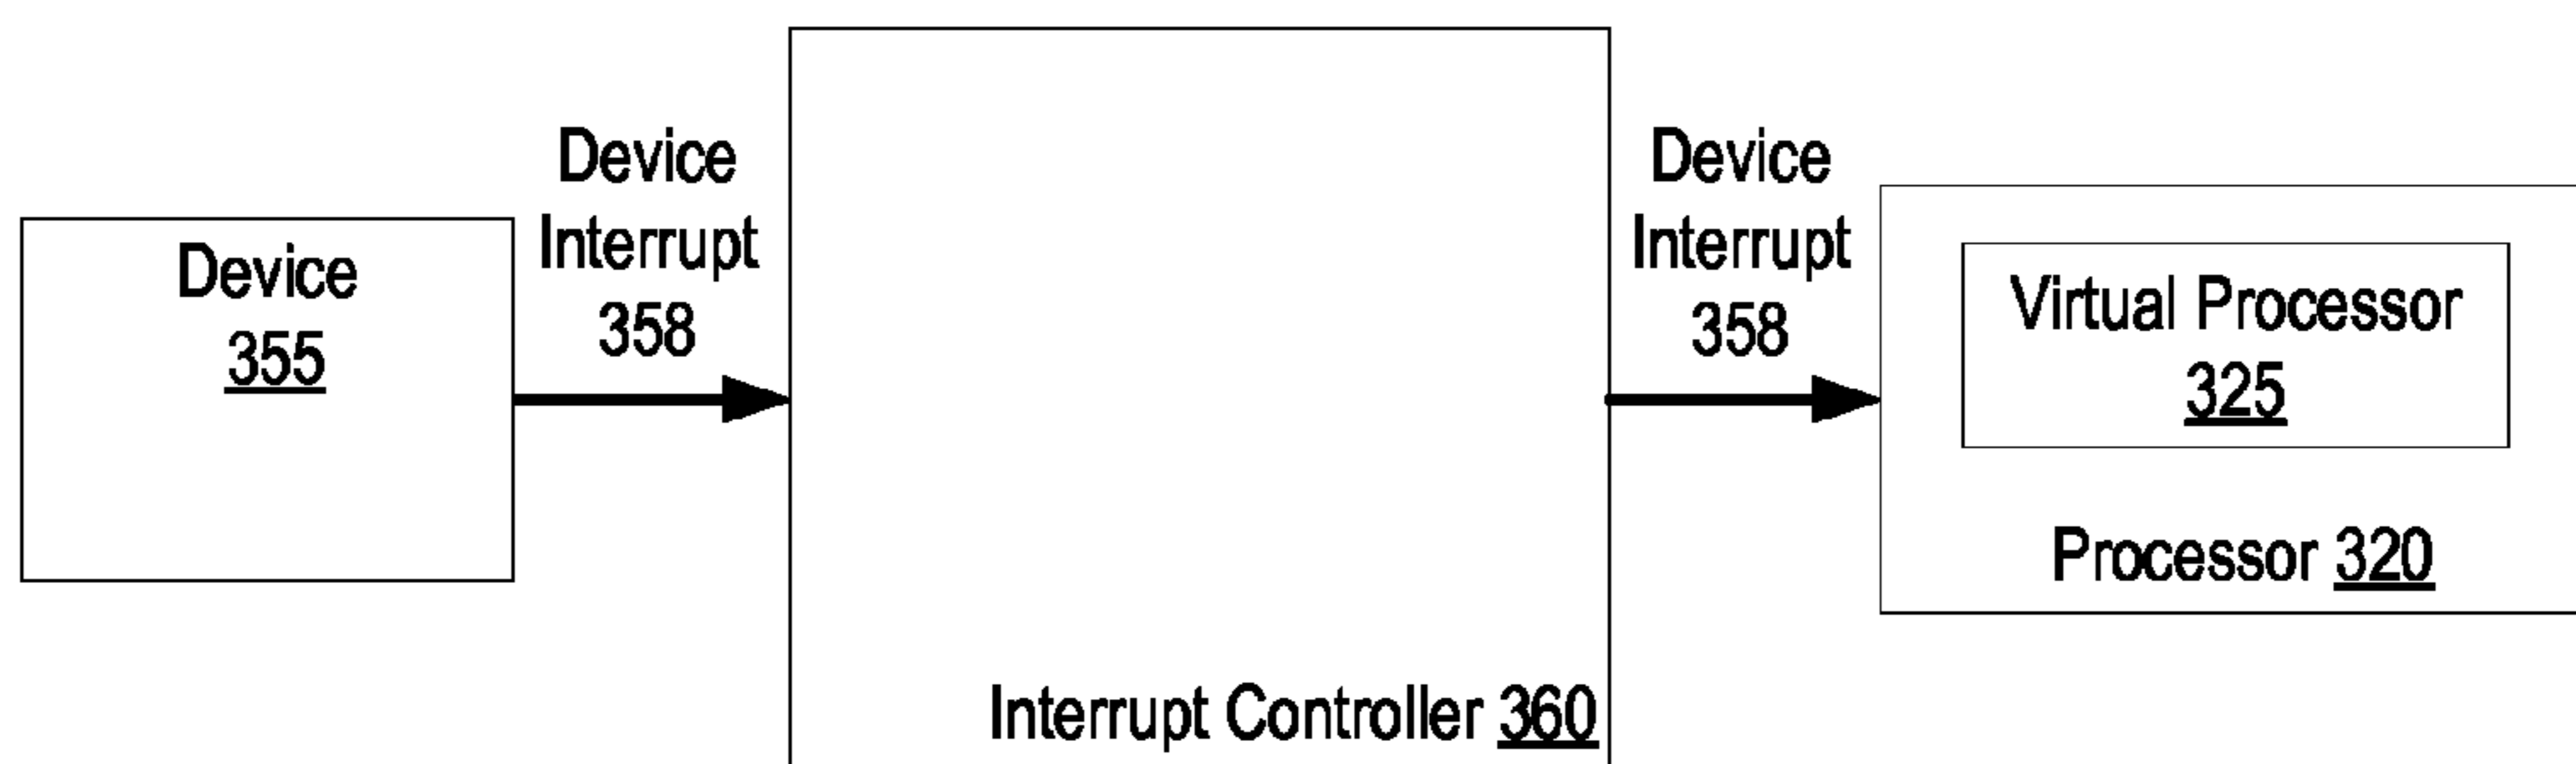 Device
355
Device
Interrupt
358
Interrupt Controller 360
Device
Interrupt
358
Virtual Processor
325
Processor 320